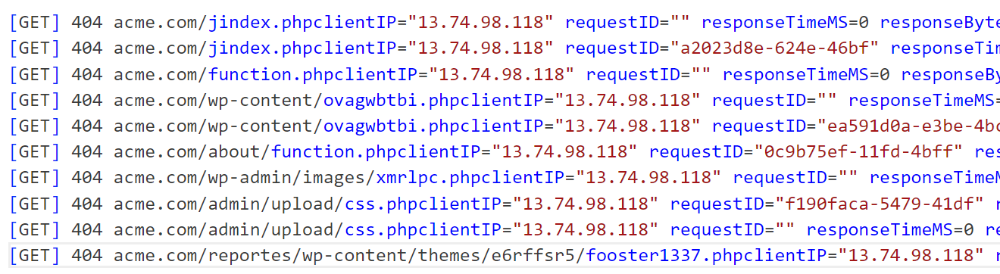 [GET] 404 acme.com/jindex.phpclientIP="13.74.98.118" requestID="" responseTimeMS=0 responseByte
[GET] 404 acme.com/jindex.phpclientIP="13.74.98.118" requestID="a2023d8e-624e-46bf" responseTim
[GET] 404 acme.com/function.phpclientIP="13.74.98.118" requestID="" responseTimeMS=0 responseBy
[GET] 404 acme.com/wp-content/ovagwbtbi.phpclientIP="13.74.98.118" requestID="" responseTimeMS=
[GET] 404 acme.com/wp-content/ovagwbtbi.phpclientIP="13.74.98.118" requestID="ea591d0a-e3be-4bc
[GET] 404 acme.com/about/function.phpclientIP="13.74.98.118" requestID="0c9b75ef-11fd-4bff" res
[GET] 404 acme.com/wp-admin/images/xmrlpc.phpclientIP="13.74.98.118" requestID="" responseTimeM
[GET] 404 acme.com/admin/upload/css.phpclientIP="13.74.98.118" requestID="f190faca-5479-41df" r
[GET] 404 acme.com/admin/upload/css.phpclientIP="13.74.98.118" requestID="" responseTimeMS=0 re
[GET] 404 acme.com/reportes/wp-content/themes/e6rffsr5/fooster1337.phpclientIP="13.74.98.118" r